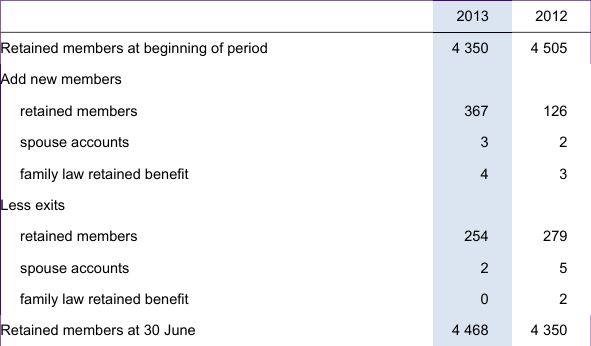 2013 2012
Retained members at beginning of period 4 350 4 505
Add new members
retained members 367 126
spouse accounts 3 2
family law retained benefit 4 3
Less exits
retained members 254 279
spouse accounts 2 5
family law retained benefit 0 2
Retained members at 30 June 4 468 4 350